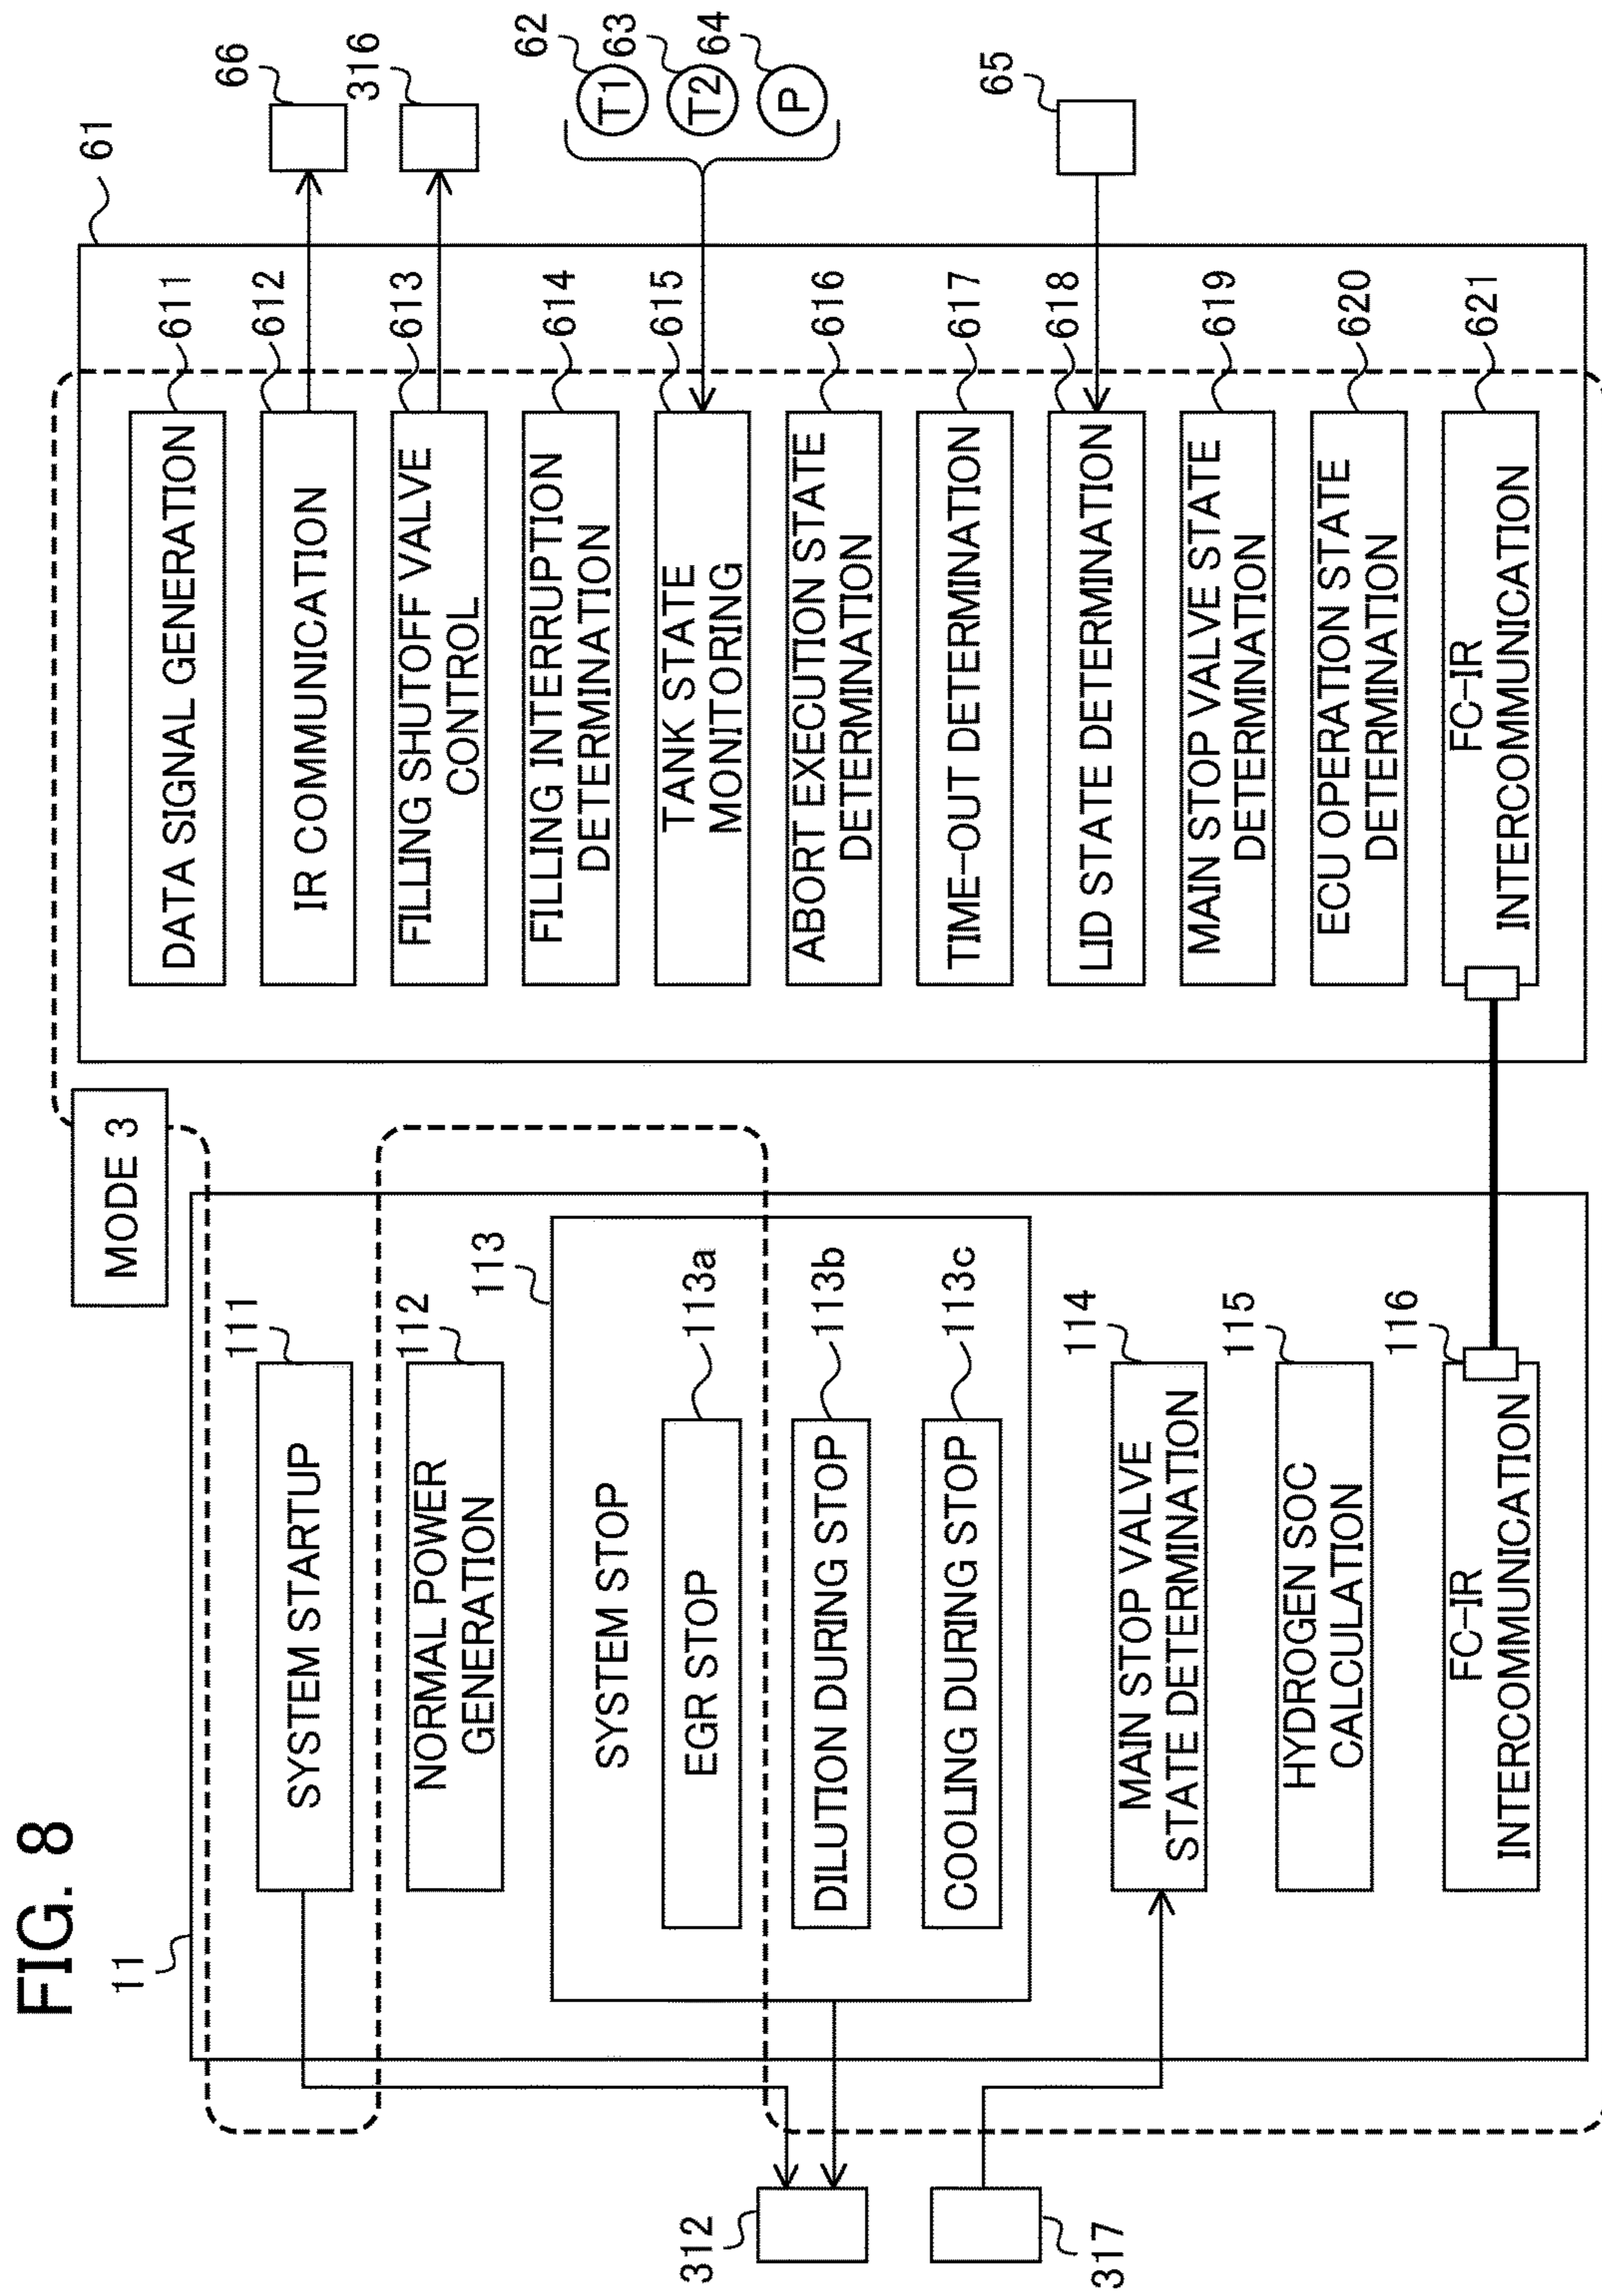 FIG. 8
11
MODE 3
111
SYSTEM STARTUP
112
NORMAL POWER
GENERATION
113
SYSTEM STOP
113a
EGR STOP
113b
DILUTION DURING STOP
113c
COOLING DURING STOP
114
MAIN STOP VALVE
STATE DETERMINATION
115
HYDROGEN SOC
CALCULATION
116
FC-IR
INTERCOMMUNICATION
312
317
61
611
DATA SIGNAL GENERATION
612
IR COMMUNICATION
613
FILLING SHUTOFF VALVE
CONTROL
614
FILLING INTERRUPTION
DETERMINATION
615
TANK STATE
MONITORING
616
ABORT EXECUTION STATE
DETERMINATION
617
TIME-OUT DETERMINATION
618
LID STATE DETERMINATION
619
MAIN STOP VALVE STATE
DETERMINATION
620
ECU OPERATION STATE
DETERMINATION
621
FC-IR
INTERCOMMUNICATION
66
316
62
T1
63
T2
64
P
65